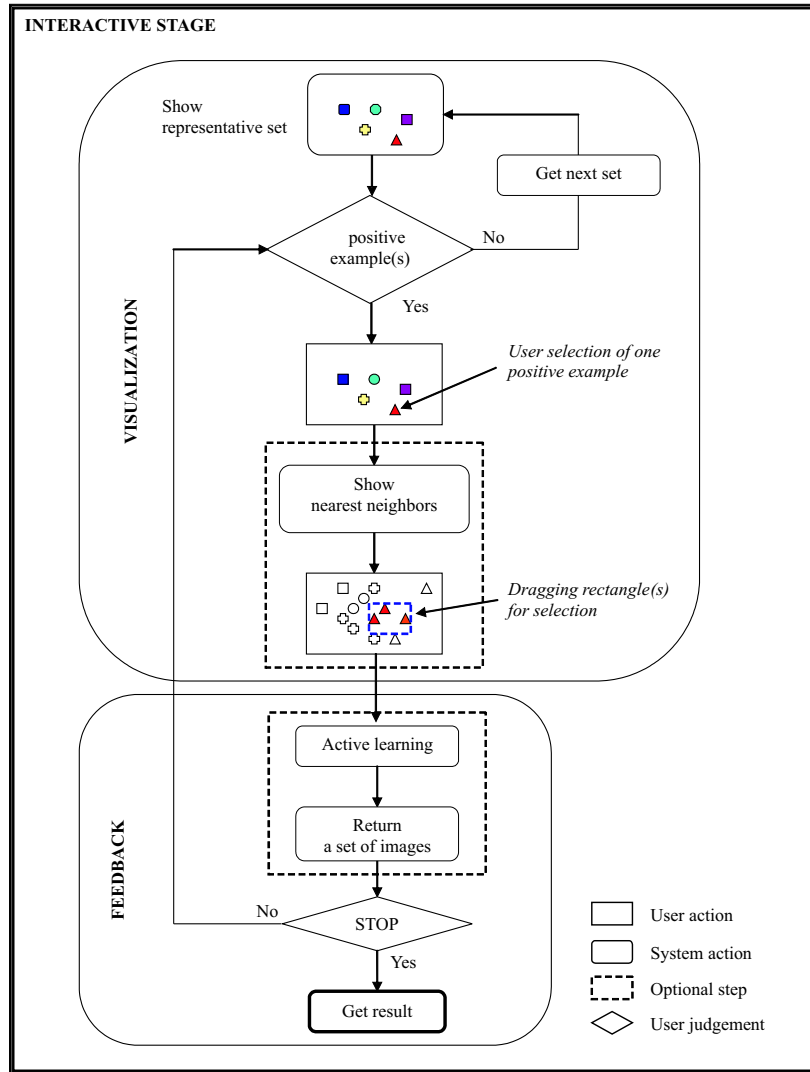 INTERACTIVE STAGE
Show
representative set
Get next set
positive
example(s)
No
Yes
User selection of one
positive example
VISUALIZATION
Show
nearest neighbors
Dragging rectangle(s)
for selection
Active learning
Return
a set of images
FEEDBACK
No
STOP
Yes
Get result
User action
System action
Optional step
User judgement